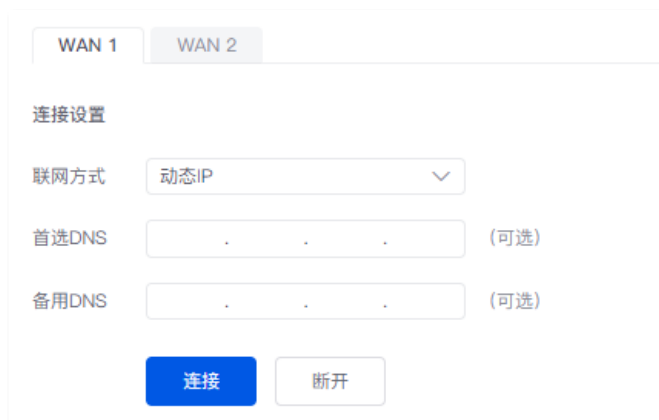 WAN 1 WAN 2
连接设置
联网方式 动态IP
首选DNS . . . (可选)
备用DNS . . . (可选)
连接 断开